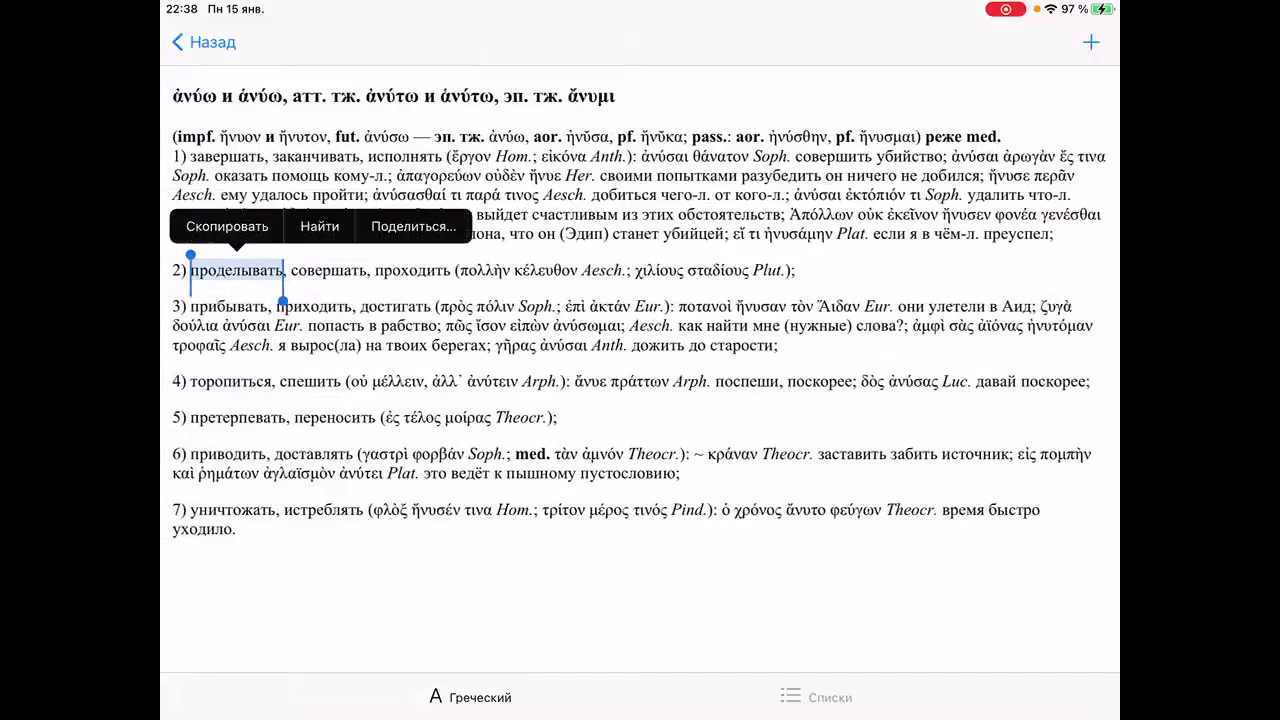 22:38 Пн 15 янв. 97 %
Назад
ἀνύω и ἁνύω, атт. тж. ἀνύτω и ἁνύτω, эп. тж. ἄνυμι
(impf. ἤνυον и ἤνυτον, fut. ἀνύσω — эп. тж. ἀνύω, aor. ἠνῠσα, pf. ἤνῠκα; pass.: aor. ἠνύσθην, pf. ἤνυσμαι) реже med.
1) завершать, заканчивать, исполнять (ἔργον Hom.; εἰκόνα Anth.): ἀνύσαι θάνατον Soph. совершить убийство; ἀνύσαι ἀρωγὰν ἔς τινα
Soph. оказать помощь кому-л.; ἀπαγορεύων οὐδὲν ἤνυε Her. своими попытками разубедить он ничего не добился; ἤνυσε περᾶν
Aesch. ему удалось пройти; ἀνύσασθαί τι παρά τινος Aesch. добиться чего-л. от кого-л.; ἀνύσαι ἐκτόπιόν τι Soph. удалить что-л.
Скопировать Найти Поделиться...
выйдет счастливым из этих обстоятельств; Ἀπόλλων οὐκ ἐκεῖνον ἤνυσεν φονέα γενέσθαι
что он (Эдип) станет убийцей; εἴ τι ἠνυσάμην Plat. если я в чём-л. преуспел;
2) проделывать, совершать, проходить (πολλὴν κέλευθον Aesch.; χιλίους σταδίους Plut.);
3) прибывать, приходить, достигать (πρὸς πόλιν Soph.; ἐπὶ ἀκτάν Eur.): ποτανοὶ ἤνυσαν τὸν Ἅιδαν Eur. они улетели в Аид; ζυγὰ
δούλια ἀνύσαι Eur. попасть в рабство; πῶς ἴσον εἰπὼν ἀνύσωμαι; Aesch. как найти мне (нужные) слова?; ἀμφὶ σὰς ἀϊόνας ἠνυτόμαν
τροφαῖς Aesch. я вырос(ла) на твоих берегах; γῆρας ἀνύσαι Anth. дожить до старости;
4) торопиться, спешить (οὐ μέλλειν, ἀλλ᾽ ἀνύτειν Arph.): ἄνυε πράττων Arph. поспеши, поскорее; δὸς ἀνύσας Luc. давай поскорее;
5) претерпевать, переносить (ἐς τέλος μοίρας Theocr.);
6) приводить, доставлять (γαστρὶ φορβάν Soph.; med. τὰν ἀμνόν Theocr.): ~ κράναν Theocr. заставить забить источник; εἰς πομπὴν
καὶ ῥημάτων ἀγλαϊσμὸν ἀνύτει Plat. это ведёт к пышному пустословию;
7) уничтожать, истреблять (φλὸξ ἤνυσέν τινα Hom.; τρίτον μέρος τινός Pind.): ὁ χρόνος ἄνυτο φεύγων Theocr. время быстро
уходило.
Греческий Списки